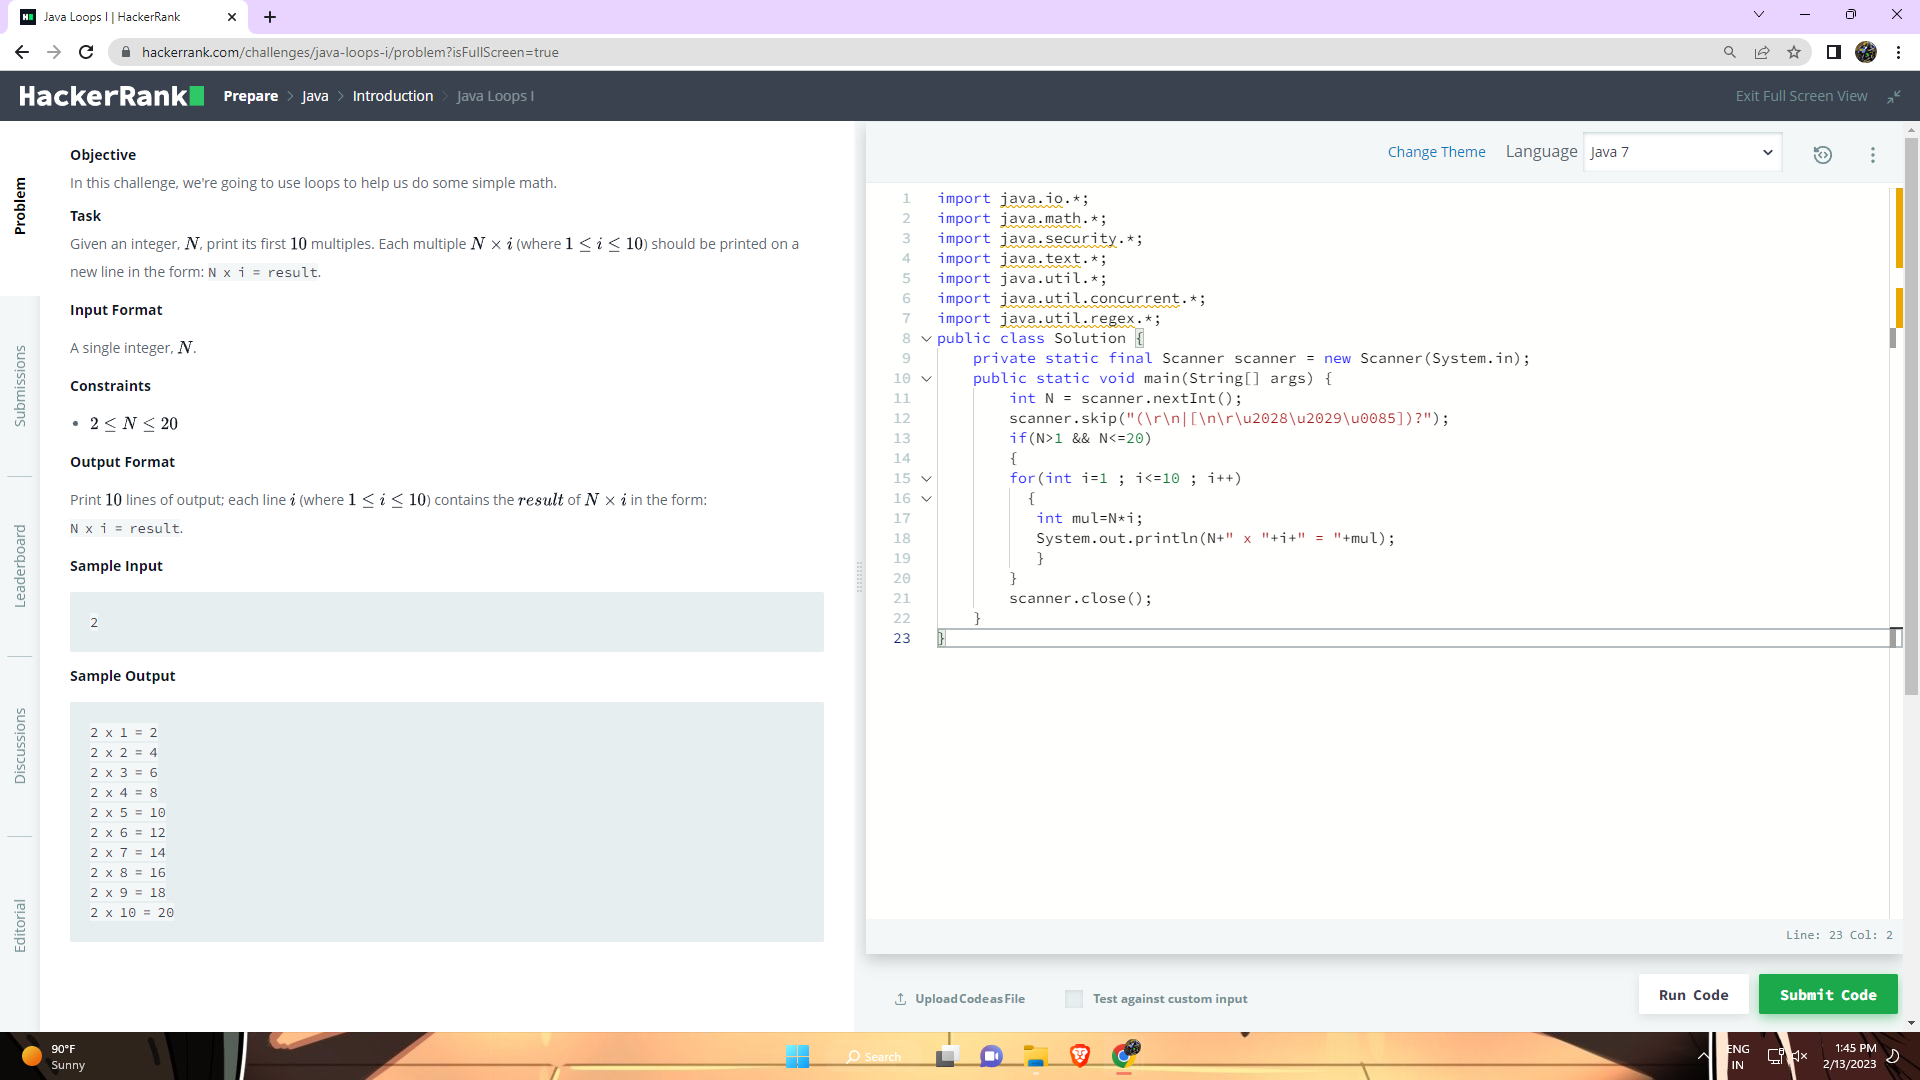 Java Loops I | HackerRank
hackerrank.com/challenges/java-loops-i/problem?isFullScreen=true
HackerRank
Prepare > Java > Introduction > Java Loops I
Exit Full Screen View
Problem
Submissions
Leaderboard
Discussions
Editorial
Objective
In this challenge, we're going to use loops to help us do some simple math.
Task
Given an integer, N, print its first 10 multiples. Each multiple N × i (where 1 ≤ i ≤ 10) should be printed on a
new line in the form: N x i = result.
Input Format
A single integer, N.
Constraints
• 2 ≤ N ≤ 20
Output Format
Print 10 lines of output; each line i (where 1 ≤ i ≤ 10) contains the result of N × i in the form:
N x i = result.
Sample Input
2
Sample Output
2 x 1 = 2
2 x 2 = 4
2 x 3 = 6
2 x 4 = 8
2 x 5 = 10
2 x 6 = 12
2 x 7 = 14
2 x 8 = 16
2 x 9 = 18
2 x 10 = 20
Change Theme
Language
Java 7
1 import java.io.*;
2 import java.math.*;
3 import java.security.*;
4 import java.text.*;
5 import java.util.*;
6 import java.util.concurrent.*;
7 import java.util.regex.*;
8 public class Solution {
9     private static final Scanner scanner = new Scanner(System.in);
10     public static void main(String[] args) {
11         int N = scanner.nextInt();
12         scanner.skip("(\r\n|[\n\r\u2028\u2029\u0085])?");
13         if(N>1 && N<=20)
14         {
15         for(int i=1 ; i<=10 ; i++)
16           {
17            int mul=N*i;
18            System.out.println(N+" x "+i+" = "+mul);
19            }
20         }
21         scanner.close();
22     }
23 }
Line: 23 Col: 2
Upload Code as File
Test against custom input
Run Code
Submit Code
90°F
Sunny
Search
ENG
IN
1:45 PM
2/13/2023